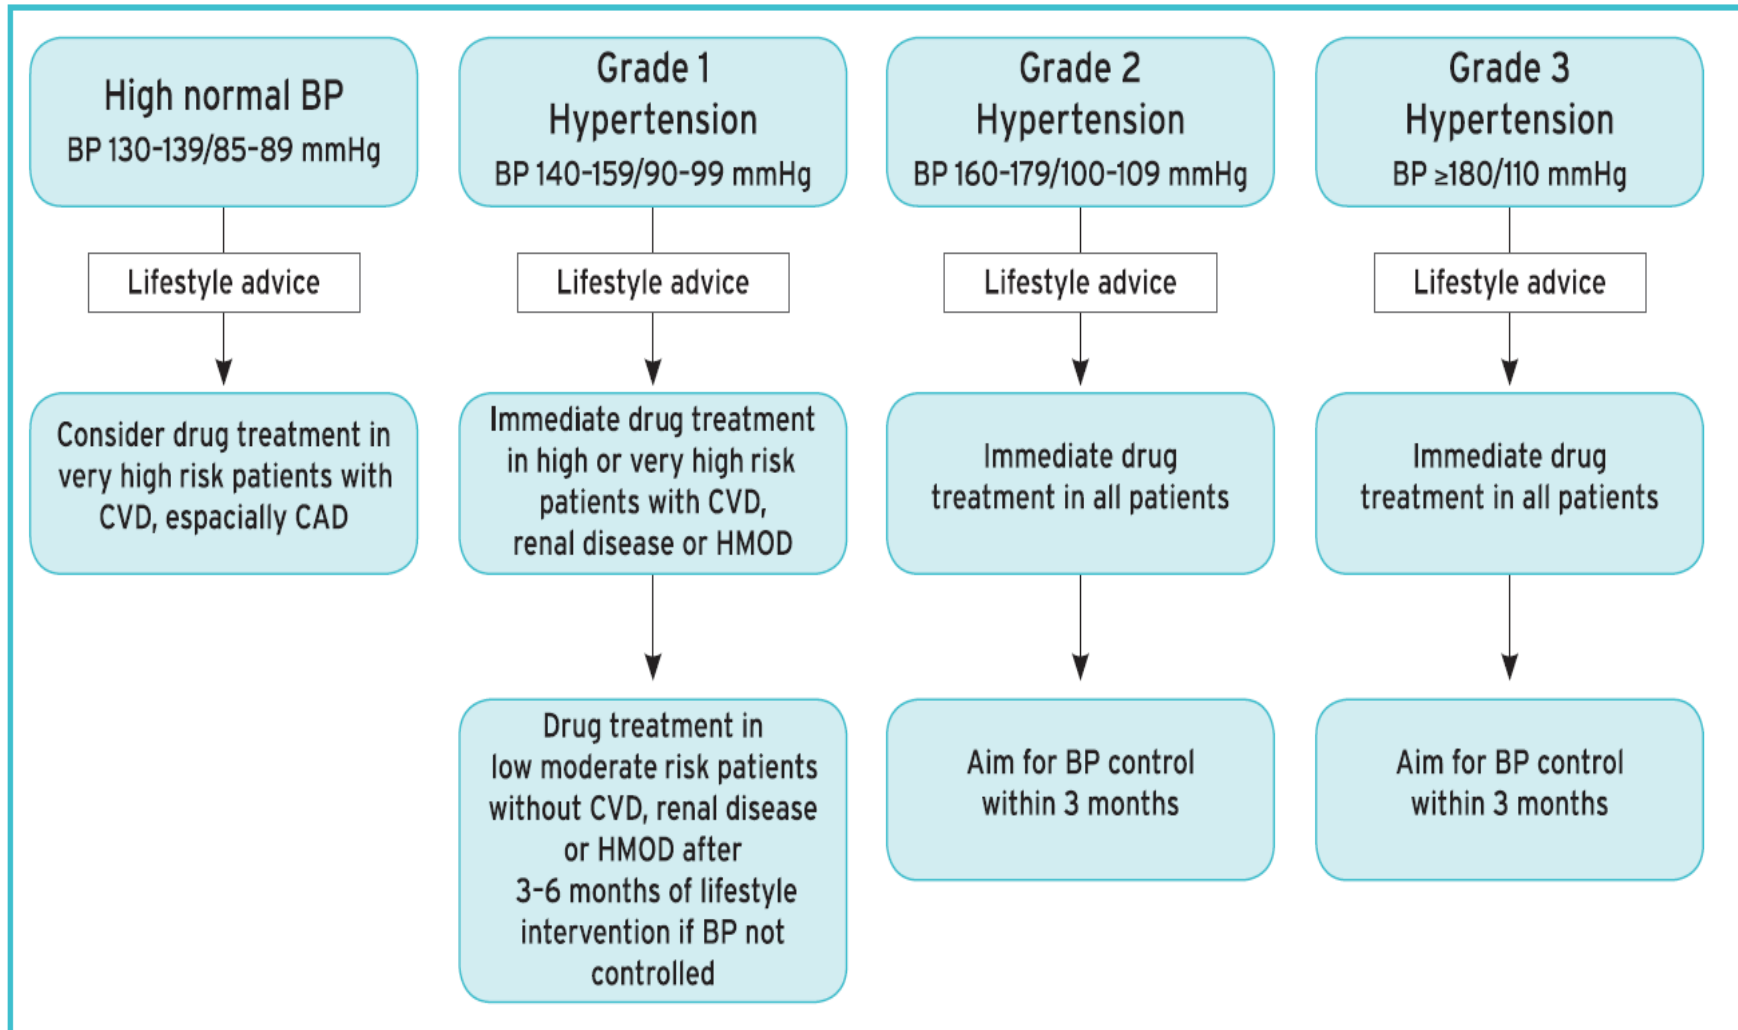 High normal BP
BP 130-139/85-89 mmHg
Lifestyle advice
Consider drug treatment in
very high risk patients with
CVD, espacially CAD
Grade 1
Hypertension
BP 140-159/90-99 mmHg
Lifestyle advice
Immediate drug treatment
in high or very high risk
patients with CVD,
renal disease or HMOD
Drug treatment in
low moderate risk patients
without CVD, renal disease
or HMOD after
3-6 months of lifestyle
intervention if BP not
controlled
Grade 2
Hypertension
BP 160-179/100-109 mmHg
Lifestyle advice
Immediate drug
treatment in all patients
Aim for BP control
within 3 months
Grade 3
Hypertension
BP ≥180/110 mmHg
Lifestyle advice
Immediate drug
treatment in all patients
Aim for BP control
within 3 months